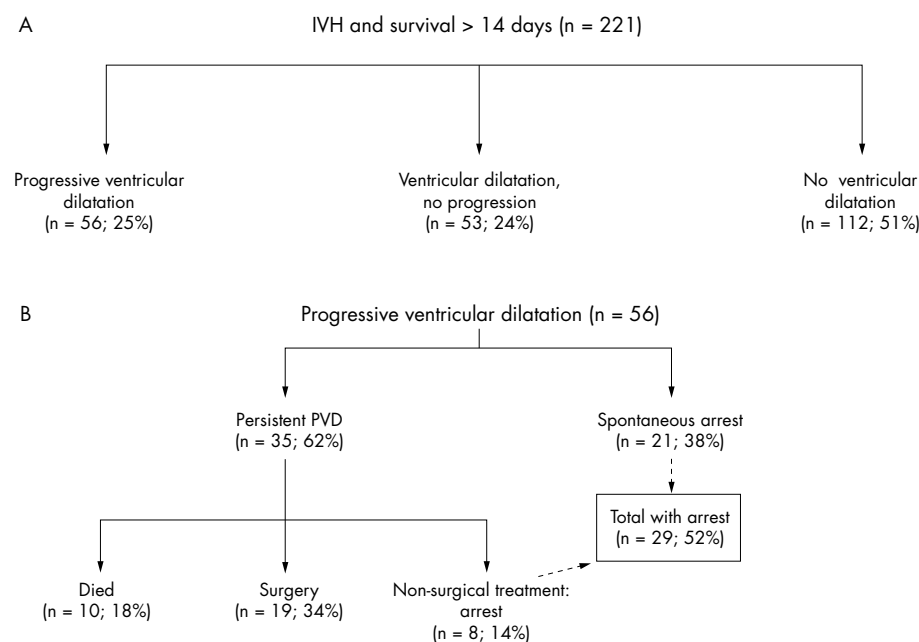 A
IVH and survival > 14 days (n = 221)
Progressive ventricular
dilatation
(n = 56; 25%)
Ventricular dilatation,
no progression
(n = 53; 24%)
No ventricular
dilatation
(n = 112; 51%)
B
Progressive ventricular dilatation (n = 56)
Persistent PVD
(n = 35; 62%)
Spontaneous arrest
(n = 21; 38%)
Total with arrest
(n = 29; 52%)
Died
(n = 10; 18%)
Surgery
(n = 19; 34%)
Non-surgical treatment:
arrest
(n = 8; 14%)